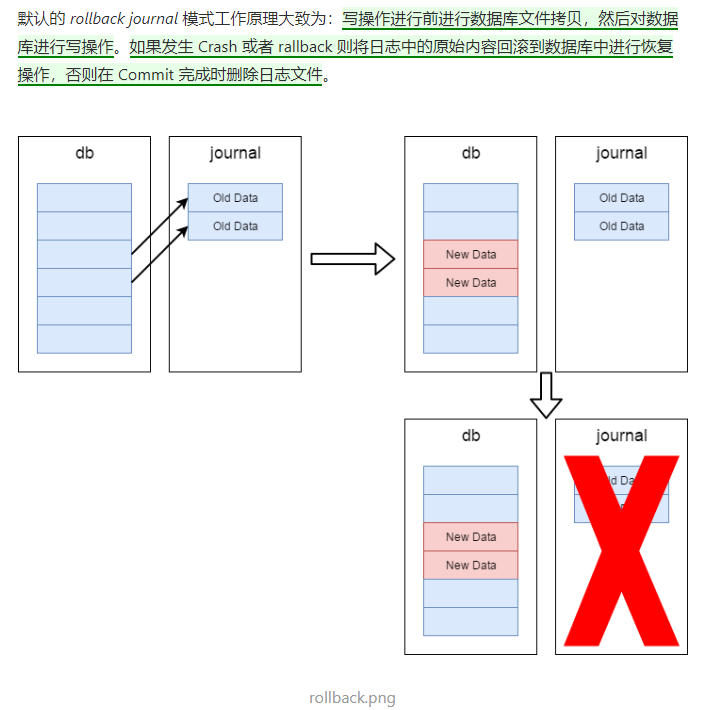 默认的 rollback journal 模式工作原理大致为：写操作进行前进行数据库文件拷贝，然后对数据
库进行写操作。如果发生 Crash 或者 rallback 则将日志中的原始内容回滚到数据库中进行恢复
操作，否则在 Commit 完成时删除日志文件。
db
journal
Old Data
Old Data
db
journal
Old Data
Old Data
New Data
New Data
db
journal
New Data
New Data
rollback.png